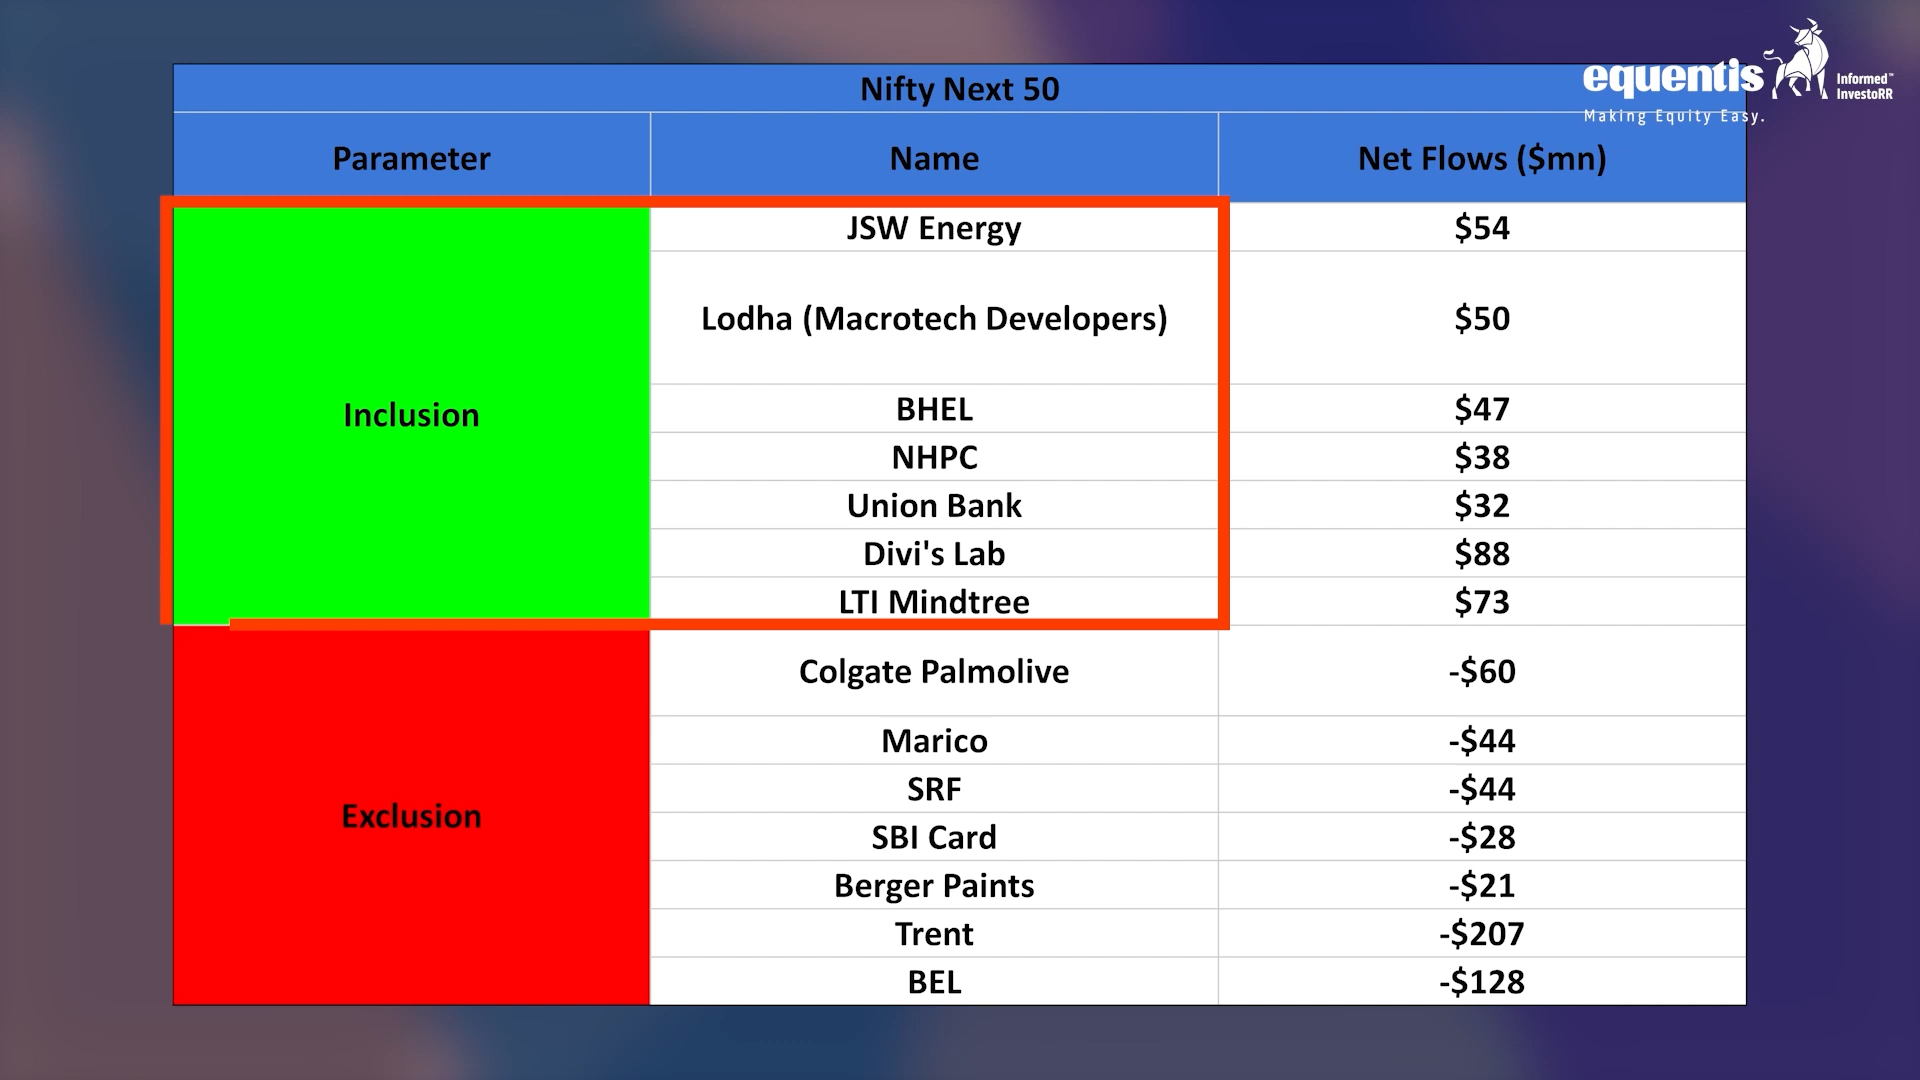 equentis
Informed™
InvestoRR
Making Equity Easy.
Nifty Next 50
Parameter Name Net Flows ($mn)
Inclusion
JSW Energy $54
Lodha (Macrotech Developers) $50
BHEL $47
NHPC $38
Union Bank $32
Divi's Lab $88
LTI Mindtree $73
Exclusion
Colgate Palmolive -$60
Marico -$44
SRF -$44
SBI Card -$28
Berger Paints -$21
Trent -$207
BEL -$128